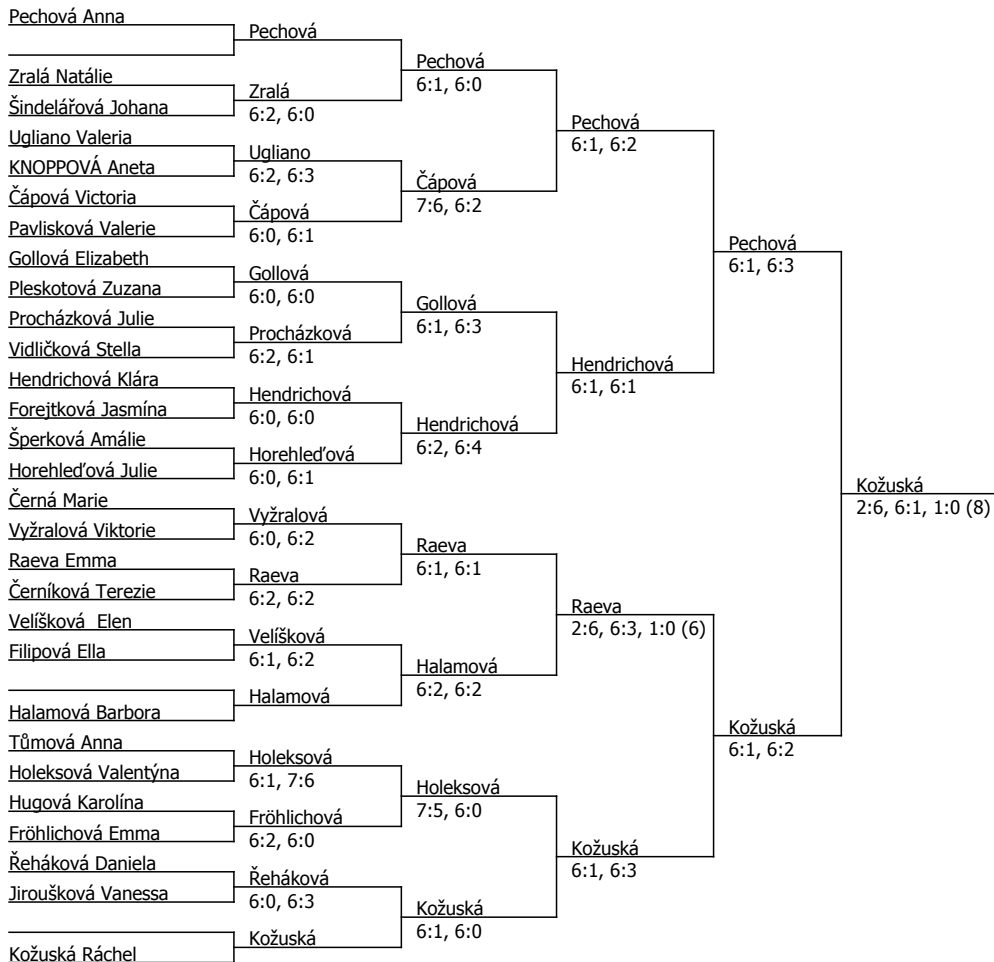 Pechová Anna
Zralá Natálie
Šindelářová Johana
Ugliano Valeria
KNOPPOVÁ Aneta
Čápová Victoria
Pavlisková Valerie
Gollová Elizabeth
Pleskotová Zuzana
Procházková Julie
Vidličková Stella
Hendrichová Klára
Forejtková Jasmína
Šperková Amálie
Horehleďová Julie
Černá Marie
Vyžralová Viktorie
Raeva Emma
Černíková Terezie
Velíšková  Elen
Filipová Ella
Halamová Barbora
Tůmová Anna
Holeksová Valentýna
Hugová Karolína
Fröhlichová Emma
Řeháková Daniela
Jiroušková Vanessa
Kožuská Ráchel
Pechová
Zralá
6:2, 6:0
Ugliano
6:2, 6:3
Čápová
6:0, 6:1
Gollová
6:0, 6:0
Procházková
6:2, 6:1
Hendrichová
6:0, 6:0
Horehleďová
6:0, 6:1
Vyžralová
6:0, 6:2
Raeva
6:2, 6:2
Velíšková
6:1, 6:2
Halamová
Holeksová
6:1, 7:6
Fröhlichová
6:2, 6:0
Řeháková
6:0, 6:3
Kožuská
Pechová
6:1, 6:0
Čápová
7:6, 6:2
Gollová
6:1, 6:3
Hendrichová
6:2, 6:4
Raeva
6:1, 6:1
Halamová
6:2, 6:2
Holeksová
7:5, 6:0
Kožuská
6:1, 6:0
Pechová
6:1, 6:2
Hendrichová
6:1, 6:1
Raeva
2:6, 6:3, 1:0 (6)
Kožuská
6:1, 6:3
Pechová
6:1, 6:3
Kožuská
6:1, 6:2
Kožuská
2:6, 6:1, 1:0 (8)